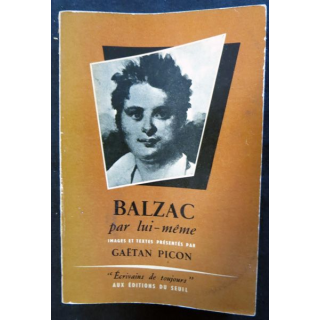 BALZAC
par lui-même
IMAGES ET TEXTES PRÉSENTÉS PAR
GAËTAN PICON
"Écrivains de toujours"
AUX ÉDITIONS DU SEUIL